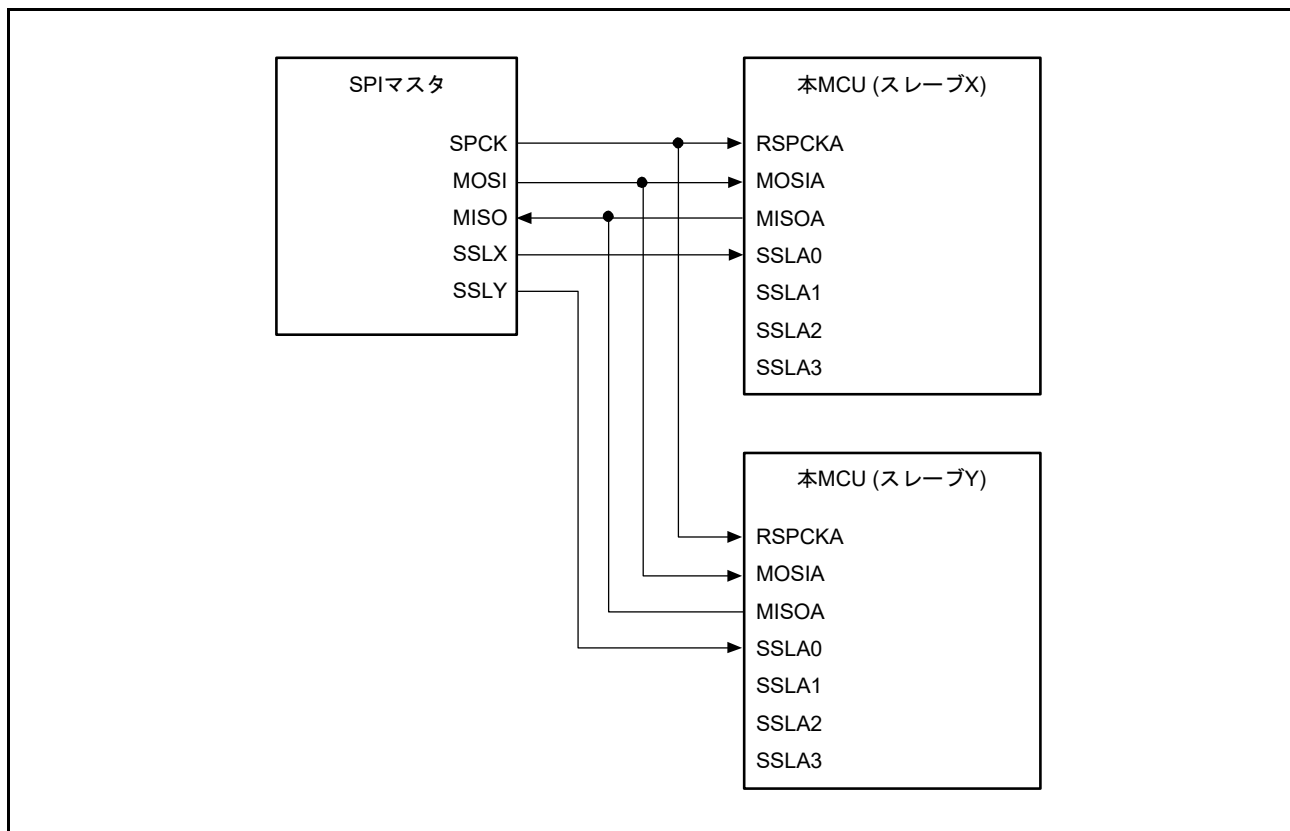 SPIマスタ
SPCK
MOSI
MISO
SSLX
SSLY
本MCU (スレーブX)
RSPCKA
MOSIA
MISOA
SSLA0
SSLA1
SSLA2
SSLA3
本MCU (スレーブY)
RSPCKA
MOSIA
MISOA
SSLA0
SSLA1
SSLA2
SSLA3